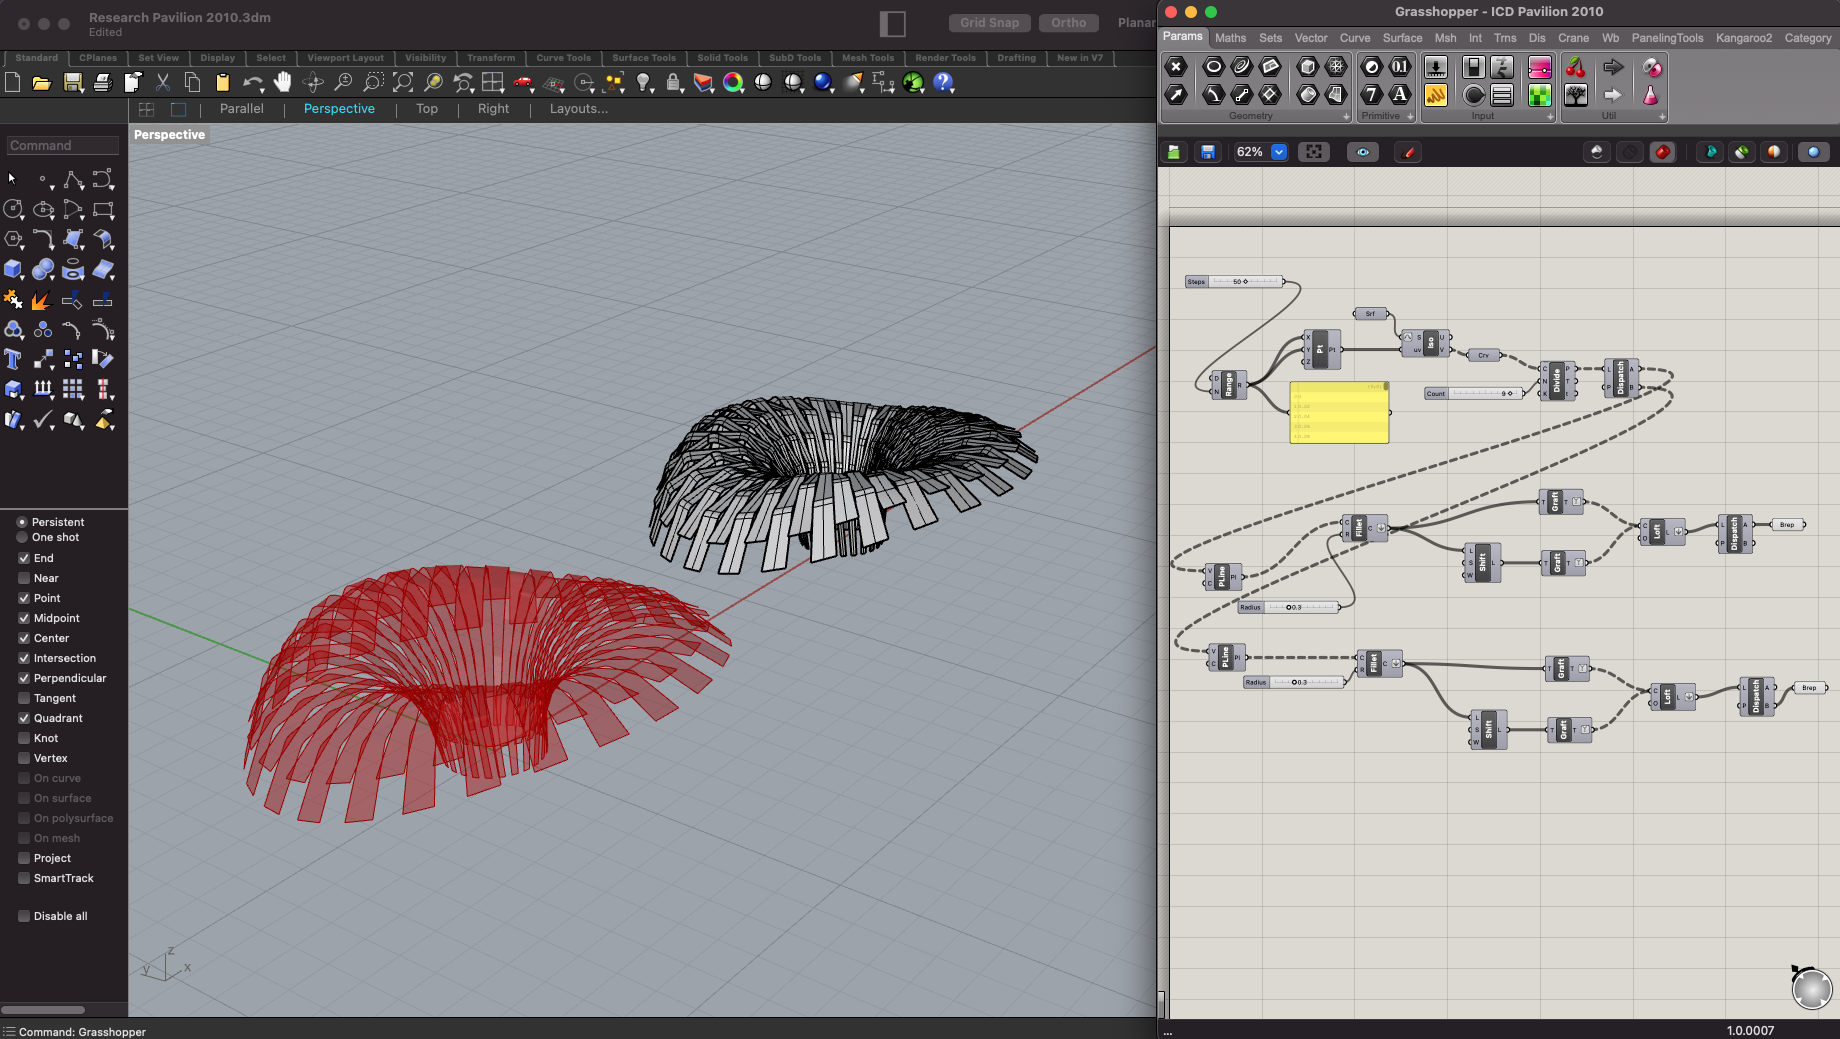 Research Pavilion 2010.3dm
Edited
Grid Snap
Ortho
Planar
Standard
CPlanes
Set View
Display
Select
Viewport Layout
Visibility
Transform
Curve Tools
Surface Tools
Solid Tools
SubD Tools
Mesh Tools
Render Tools
Drafting
New in V7
Parallel
Perspective
Top
Right
Layouts...
Perspective
Command
Persistent
One shot
End
Near
Point
Midpoint
Center
Intersection
Perpendicular
Tangent
Quadrant
Knot
Vertex
On curve
On surface
On polysurface
On mesh
Project
SmartTrack
Disable all
z
y
x
Command: Grasshopper
Grasshopper - ICD Pavilion 2010
Params
Maths
Sets
Vector
Curve
Surface
Msh
Int
Trns
Dis
Crane
Wb
PanelingTools
Kangaroo2
Category
Geometry
Primitive
Input
Util
62%
Steps 50
Srf
X Y Z Pt Pt
S uv Iso U V
Crv
D N Range R
C N K Divide P T t
L P Dispatch A B
Count 9
T Graft T
C R Fillet C
C O Loft L
L P Dispatch A B
Brep
L S W Shift L
T Graft T
V C PLine Pl
Radius 0.3
V C PLine Pl
C R Fillet C
T Graft T
Radius 0.3
C O Loft L
L P Dispatch A B
Brep
L S W Shift L
T Graft T
...
1.0.0007